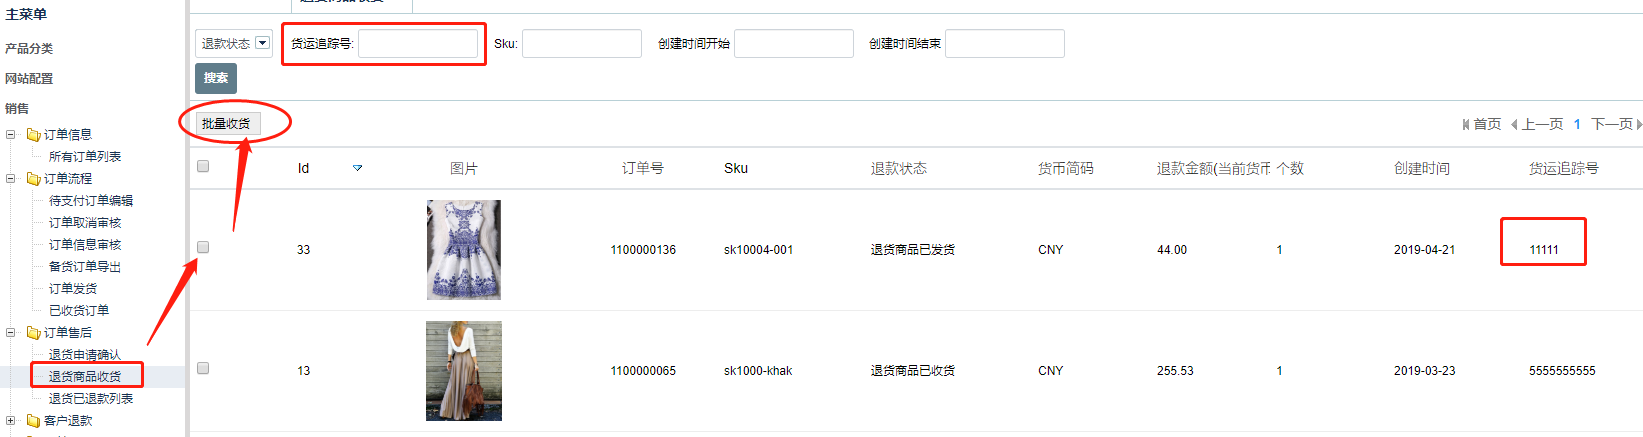 主菜单
产品分类
网站配置
销售
订单信息
所有订单列表
订单流程
待支付订单编辑
订单取消审核
订单信息审核
备货订单导出
订单发货
已收货订单
订单售后
退货申请确认
退货商品收货
退货已退款列表
客户退款
退款状态 货运追踪号: Sku: 创建时间开始 创建时间结束
搜索
批量收货 首页 上一页 1 下一页
Id 图片 订单号 Sku 退款状态 货币简码 退款金额(当前货币 个数 创建时间 货运追踪号
33 1100000136 sk10004-001 退货商品已发货 CNY 44.00 1 2019-04-21 11111
13 1100000065 sk1000-khak 退货商品已收货 CNY 255.53 1 2019-03-23 5555555555